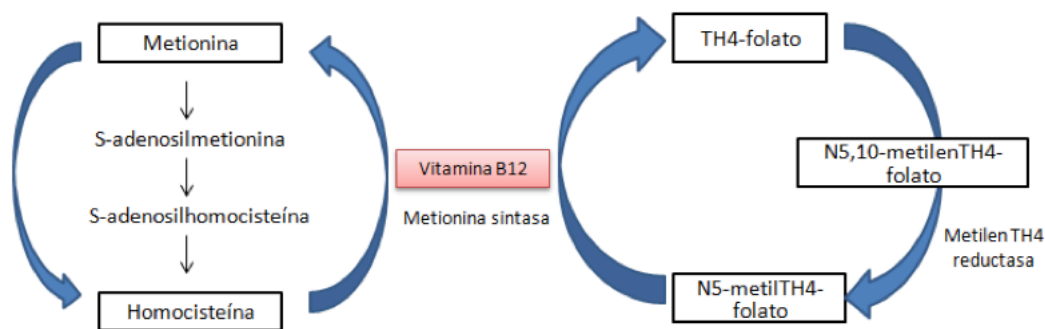 Metionina
S-adenosilmetionina
S-adenosilhomocisteína
Homocisteína
Vitamina B12
Metionina sintasa
TH4-folato
N5,10-metilenTH4-
folato
Metilen TH4
reductasa
N5-metilTH4-
folato